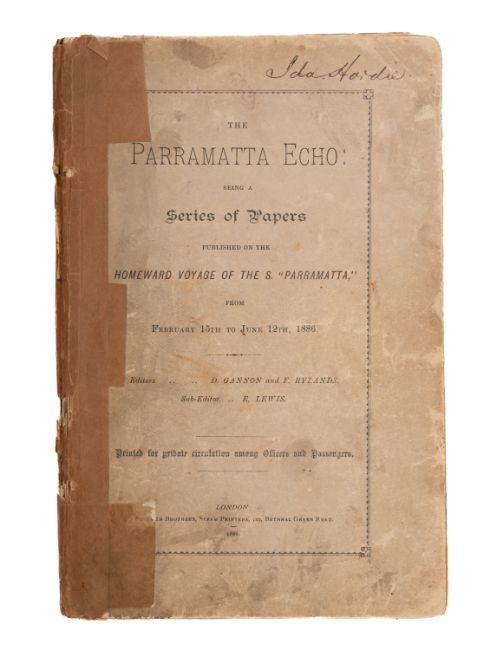 Ida Hardie
THE
PARRAMATTA ECHO:
BEING A
Series of Papers
PUBLISHED ON THE
HOMEWARD VOYAGE OF THE S. "PARRAMATTA,"
FROM
FEBRUARY 15TH TO JUNE 12TH, 1886
Editors .. .. D. GANNON and F. RYLANDS.
Sub-Editor .. E. LEWIS.
Printed for private circulation among Officers and Passengers.
LONDON
BROTHERS, STEAM PRINTERS, BETHNAL GREEN ROAD.
1886.